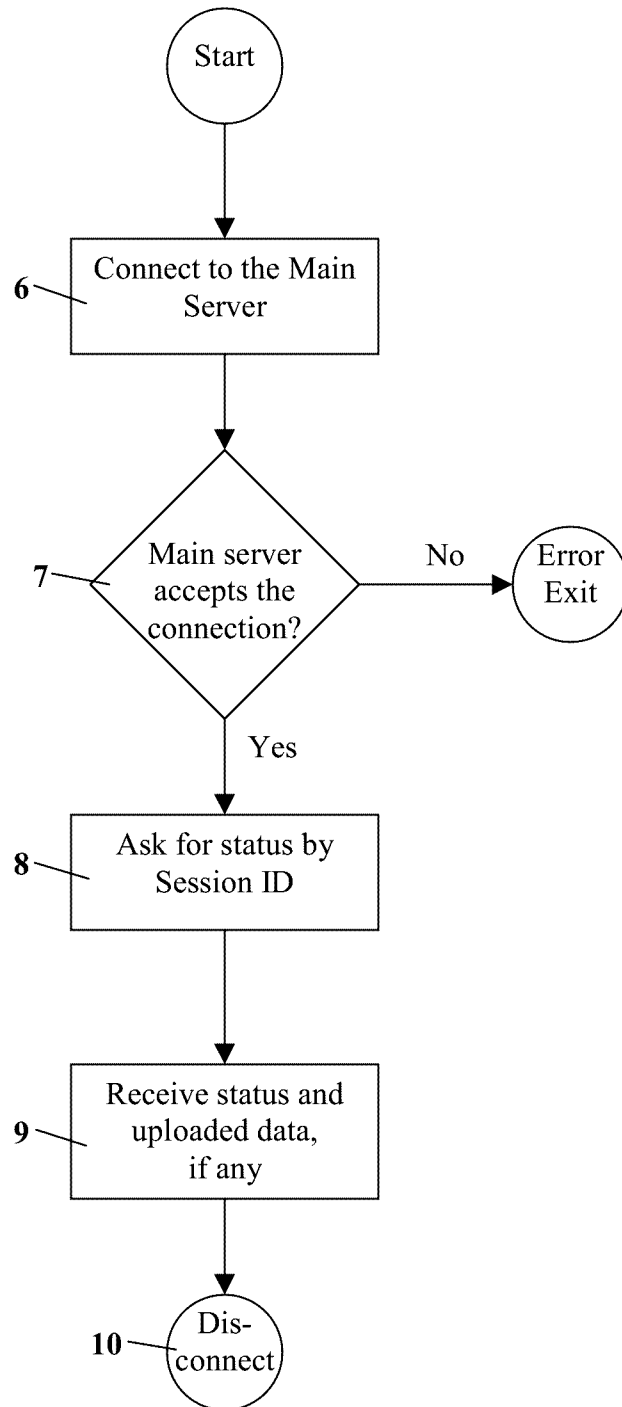 Start
6
Connect to the Main
Server
7
Main server
accepts the
connection?
No
Error
Exit
Yes
8
Ask for status by
Session ID
9
Receive status and
uploaded data,
if any
10
Dis-
connect